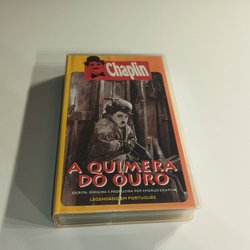 Chaplin
A QUIMERA
DO OURO
ESCRITA, DIRIGIDA E PRODUZIDA POR CHARLES CHAPLIN
LEGENDADO EM PORTUGUÊS